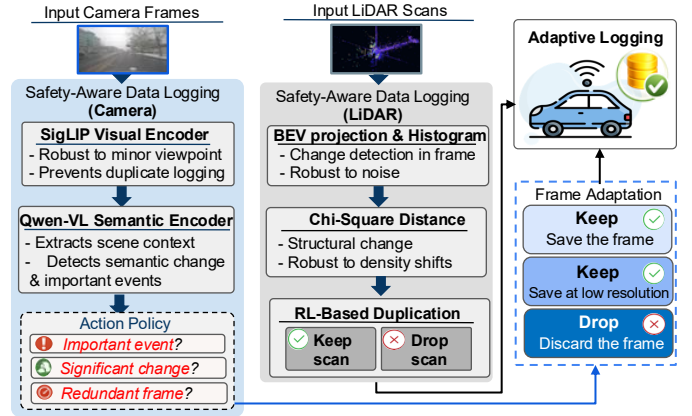 Input Camera Frames
Safety-Aware Data Logging
(Camera)
SigLIP Visual Encoder
- Robust to minor viewpoint
- Prevents duplicate logging
Qwen-VL Semantic Encoder
- Extracts scene context
- Detects semantic change
& important events
Action Policy
Important event?
Significant change?
Redundant frame?
Input LiDAR Scans
Safety-Aware Data Logging
(LiDAR)
BEV projection & Histogram
- Change detection in frame
- Robust to noise
Chi-Square Distance
- Structural change
- Robust to density shifts
RL-Based Duplication
Keep
scan
Drop
scan
Adaptive Logging
Frame Adaptation
Keep
Save the frame
Keep
Save at low resolution
Drop
Discard the frame